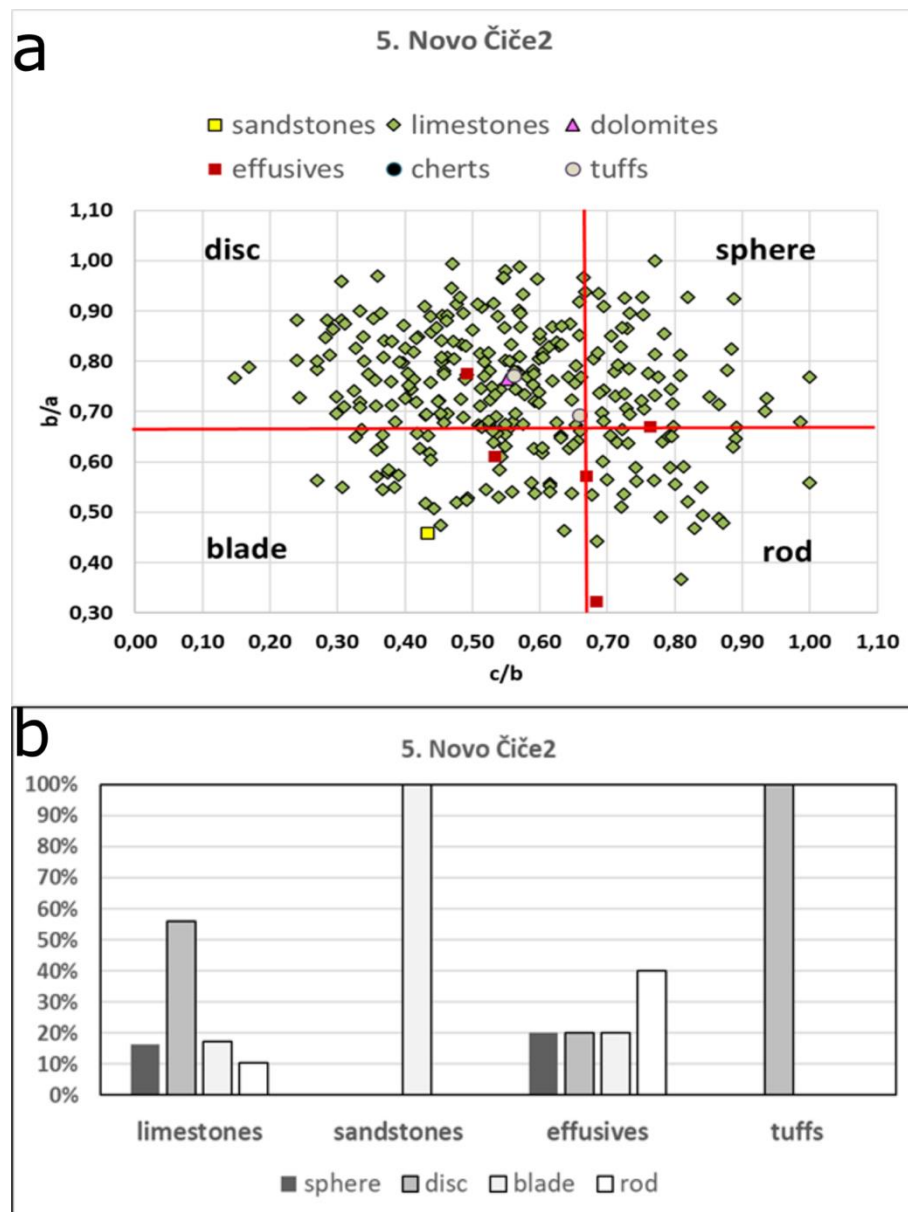 a
5. Novo Čiče2
sandstones limestones dolomites
effusives cherts tuffs
1,10
disc sphere
1,00
0,90
0,80
b/a
0,70
0,60
0,50
blade rod
0,40
0,30
0,00 0,10 0,20 0,30 0,40 0,50 0,60 0,70 0,80 0,90 1,00 1,10
c/b
b
5. Novo Čiče2
100%
90%
80%
70%
60%
50%
40%
30%
20%
10%
0%
limestones sandstones effusives tuffs
sphere disc blade rod